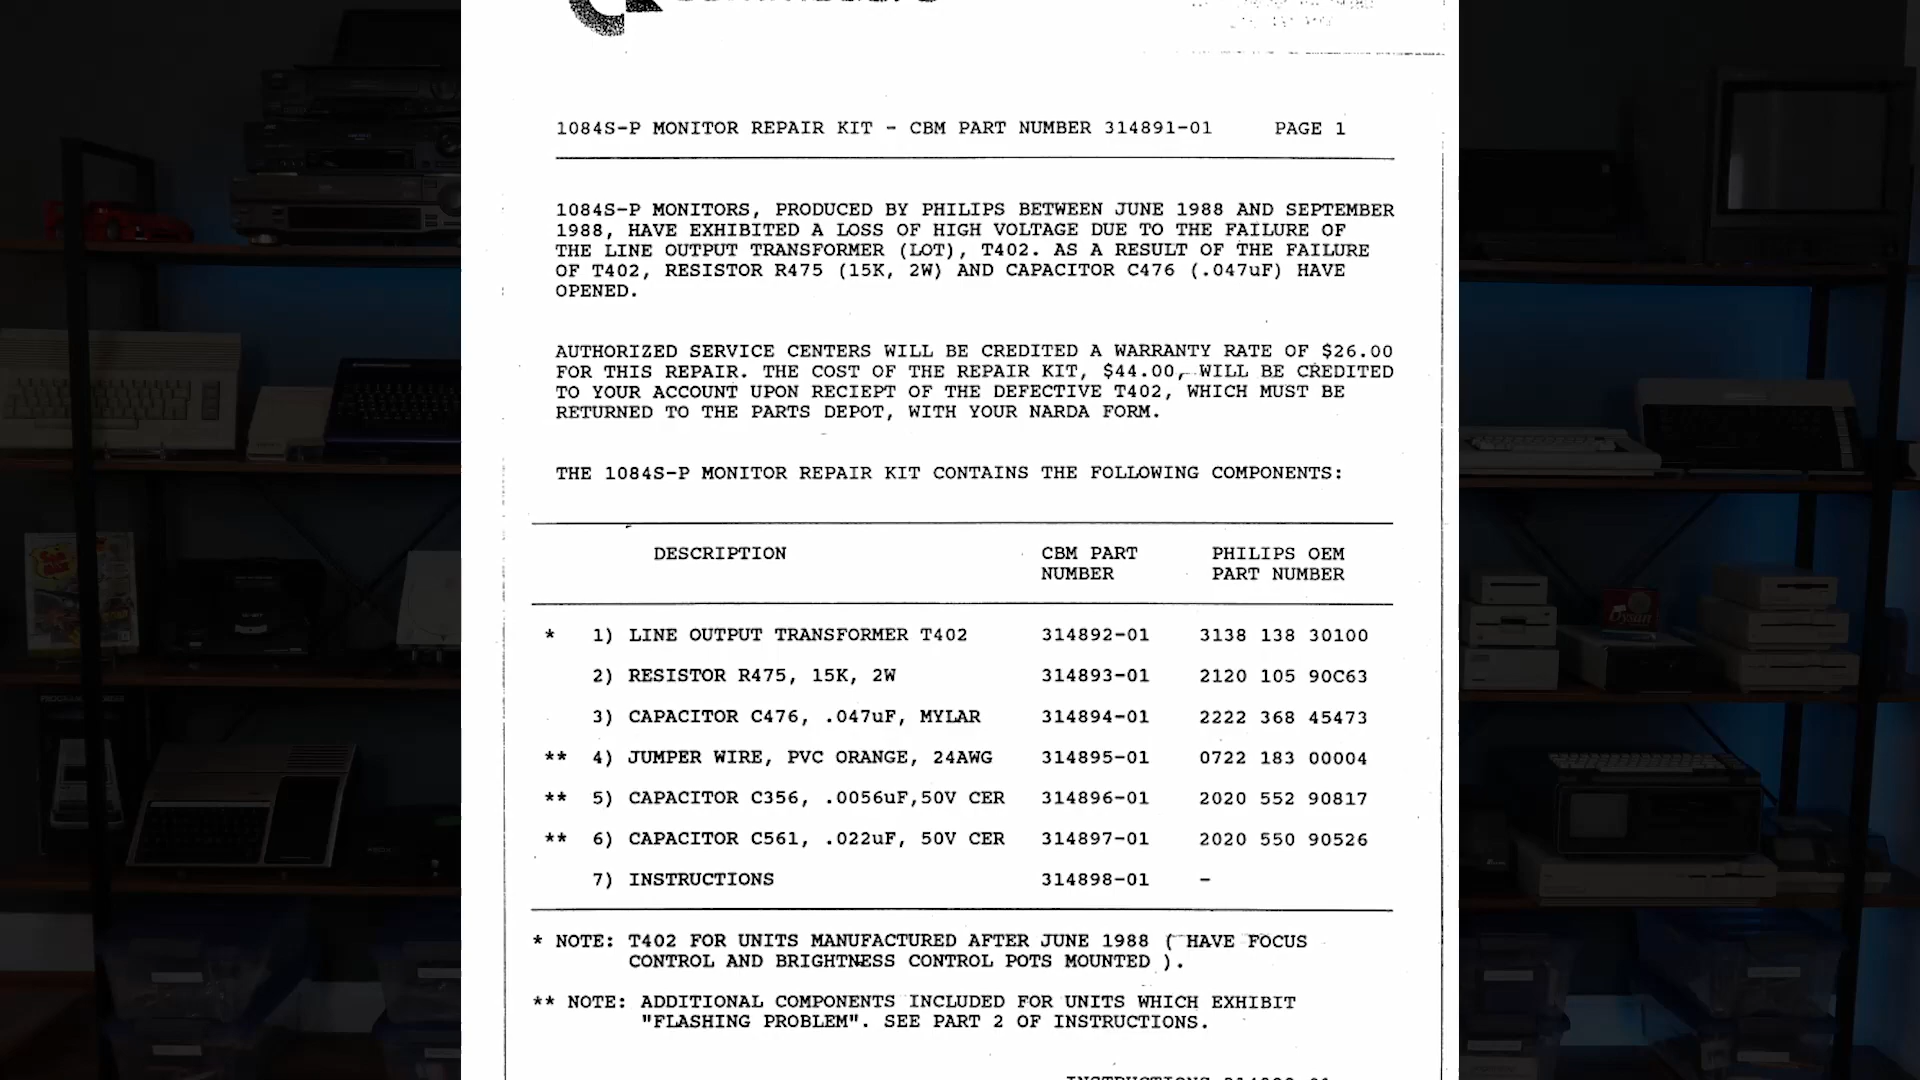 1084S-P MONITOR REPAIR KIT - CBM PART NUMBER 314891-01 PAGE 1
1084S-P MONITORS, PRODUCED BY PHILIPS BETWEEN JUNE 1988 AND SEPTEMBER
1988, HAVE EXHIBITED A LOSS OF HIGH VOLTAGE DUE TO THE FAILURE OF
THE LINE OUTPUT TRANSFORMER (LOT), T402. AS A RESULT OF THE FAILURE
OF T402, RESISTOR R475 (15K, 2W) AND CAPACITOR C476 (.047uF) HAVE
OPENED.
AUTHORIZED SERVICE CENTERS WILL BE CREDITED A WARRANTY RATE OF $26.00
FOR THIS REPAIR. THE COST OF THE REPAIR KIT, $44.00, WILL BE CREDITED
TO YOUR ACCOUNT UPON RECIEPT OF THE DEFECTIVE T402, WHICH MUST BE
RETURNED TO THE PARTS DEPOT, WITH YOUR NARDA FORM.
THE 1084S-P MONITOR REPAIR KIT CONTAINS THE FOLLOWING COMPONENTS:
DESCRIPTION CBM PART PHILIPS OEM
NUMBER PART NUMBER
* 1) LINE OUTPUT TRANSFORMER T402 314892-01 3138 138 30100
2) RESISTOR R475, 15K, 2W 314893-01 2120 105 90C63
3) CAPACITOR C476, .047uF, MYLAR 314894-01 2222 368 45473
** 4) JUMPER WIRE, PVC ORANGE, 24AWG 314895-01 0722 183 00004
** 5) CAPACITOR C356, .0056uF,50V CER 314896-01 2020 552 90817
** 6) CAPACITOR C561, .022uF, 50V CER 314897-01 2020 550 90526
7) INSTRUCTIONS 314898-01 -
* NOTE: T402 FOR UNITS MANUFACTURED AFTER JUNE 1988 ( HAVE FOCUS
CONTROL AND BRIGHTNESS CONTROL POTS MOUNTED ).
** NOTE: ADDITIONAL COMPONENTS INCLUDED FOR UNITS WHICH EXHIBIT
"FLASHING PROBLEM". SEE PART 2 OF INSTRUCTIONS.
Dysan